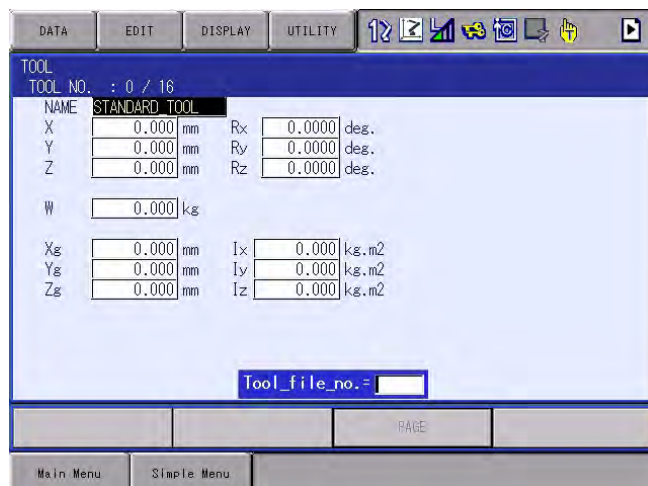 DATA EDIT DISPLAY UTILITY
TOOL
TOOL NO. : 0 / 16
NAME STANDARD_TOOL
X 0.000 mm Rx 0.0000 deg.
Y 0.000 mm Ry 0.0000 deg.
Z 0.000 mm Rz 0.0000 deg.
W 0.000 kg
Xg 0.000 mm Ix 0.000 kg.m2
Yg 0.000 mm Iy 0.000 kg.m2
Zg 0.000 mm Iz 0.000 kg.m2
Tool_file_no.=
PAGE
Main Menu Simple Menu